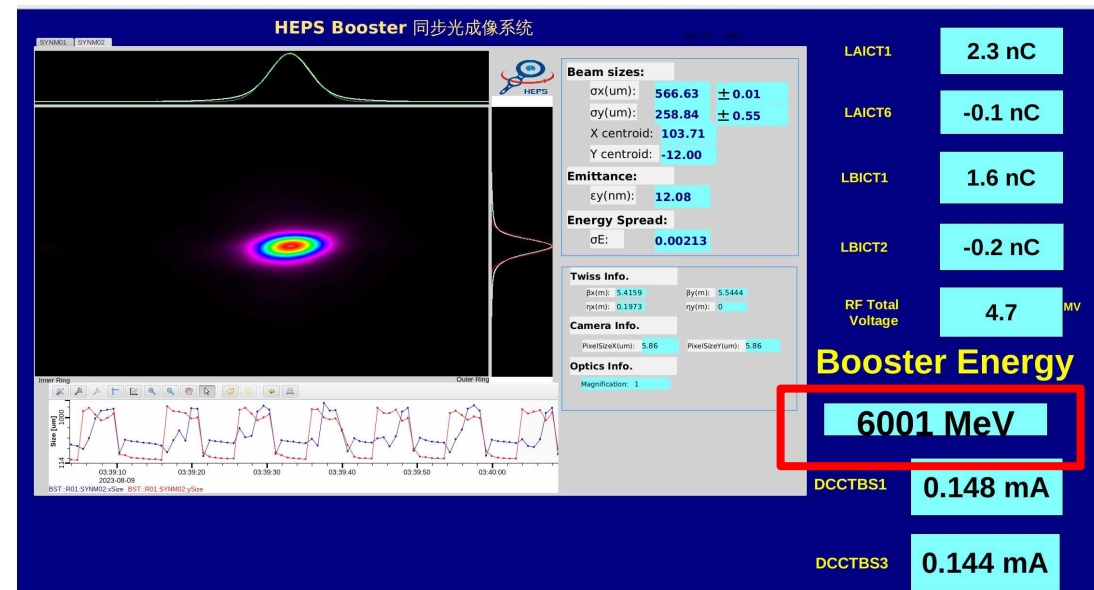 HEPS Booster 同步光成像系统
SYNM01 SYNM02
HEPS
Beam sizes:
σx(um): 566.63 ±0.01
σy(um): 258.84 ±0.55
X centroid: 103.71
Y centroid: -12.00
Emittance:
εy(nm): 12.08
Energy Spread:
σE: 0.00213
Twiss Info.
βx(m): 5.4159 βy(m): 5.5444
ηx(m): 0.1973 ηy(m): 0
Camera Info.
PixelSizeX(um): 5.86 PixelSizeY(um): 5.86
Optics Info.
Magnification: 1
Inner Ring Outer Ring
Size [um]
1000
114
03:39:10 03:39:20 03:39:30 03:39:40 03:39:50 03:40:00
2023-08-09
BST::R01:SYNM02:xSize BST::R01:SYNM02:ySize
LAICT1 2.3 nC
LAICT6 -0.1 nC
LBICT1 1.6 nC
LBICT2 -0.2 nC
RF Total
Voltage 4.7 MV
Booster Energy
6001 MeV
DCCTBS1 0.148 mA
DCCTBS3 0.144 mA